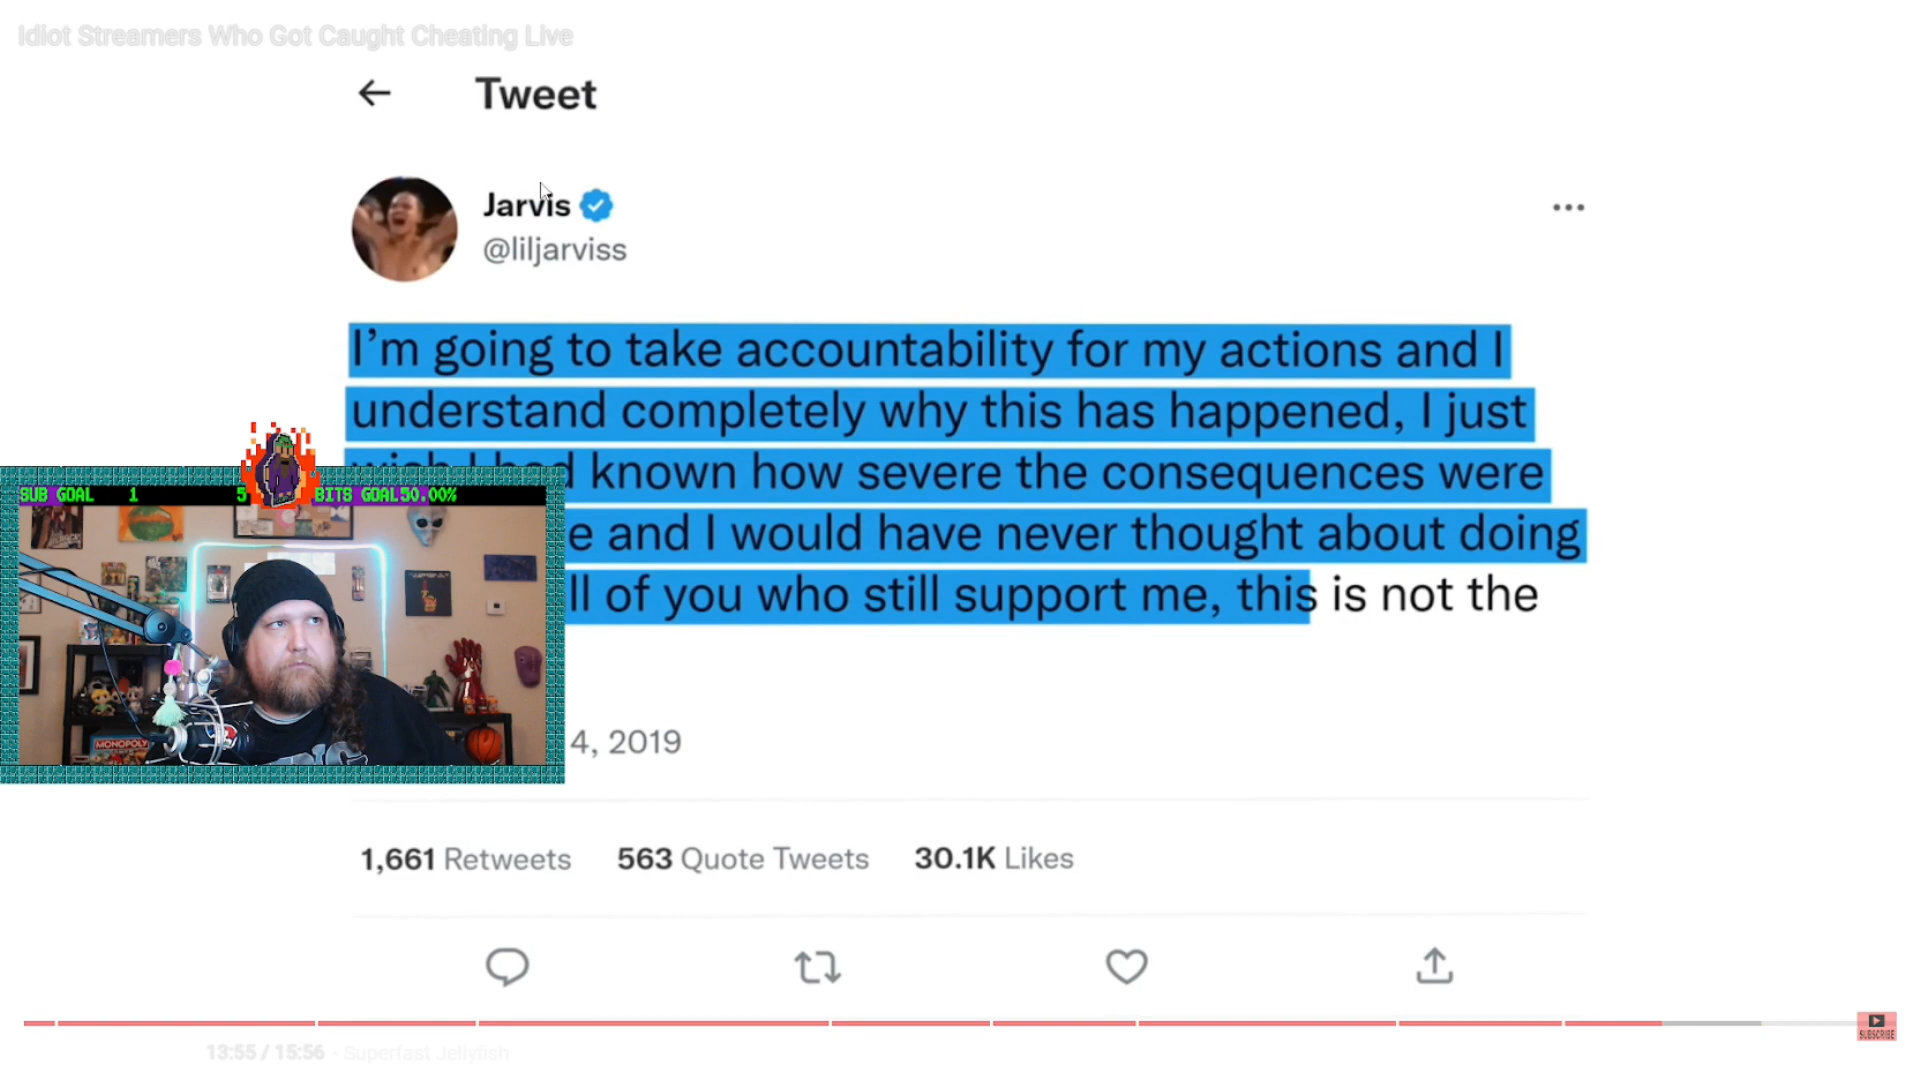 Idiot Streamers Who Got Caught Cheating Live
Tweet
Jarvis
@liljarviss
I’m going to take accountability for my actions and I
understand completely why this has happened, I just
known how severe the consequences were
e and I would have never thought about doing
ll of you who still support me, this is not the
SUB GOAL 1 5 BITS GOAL 50.00%
MONOPOLY
4, 2019
1,661 Retweets 563 Quote Tweets 30.1K Likes
SUBSCRIBE
13:55 / 15:56 - Superfast Jellyfish